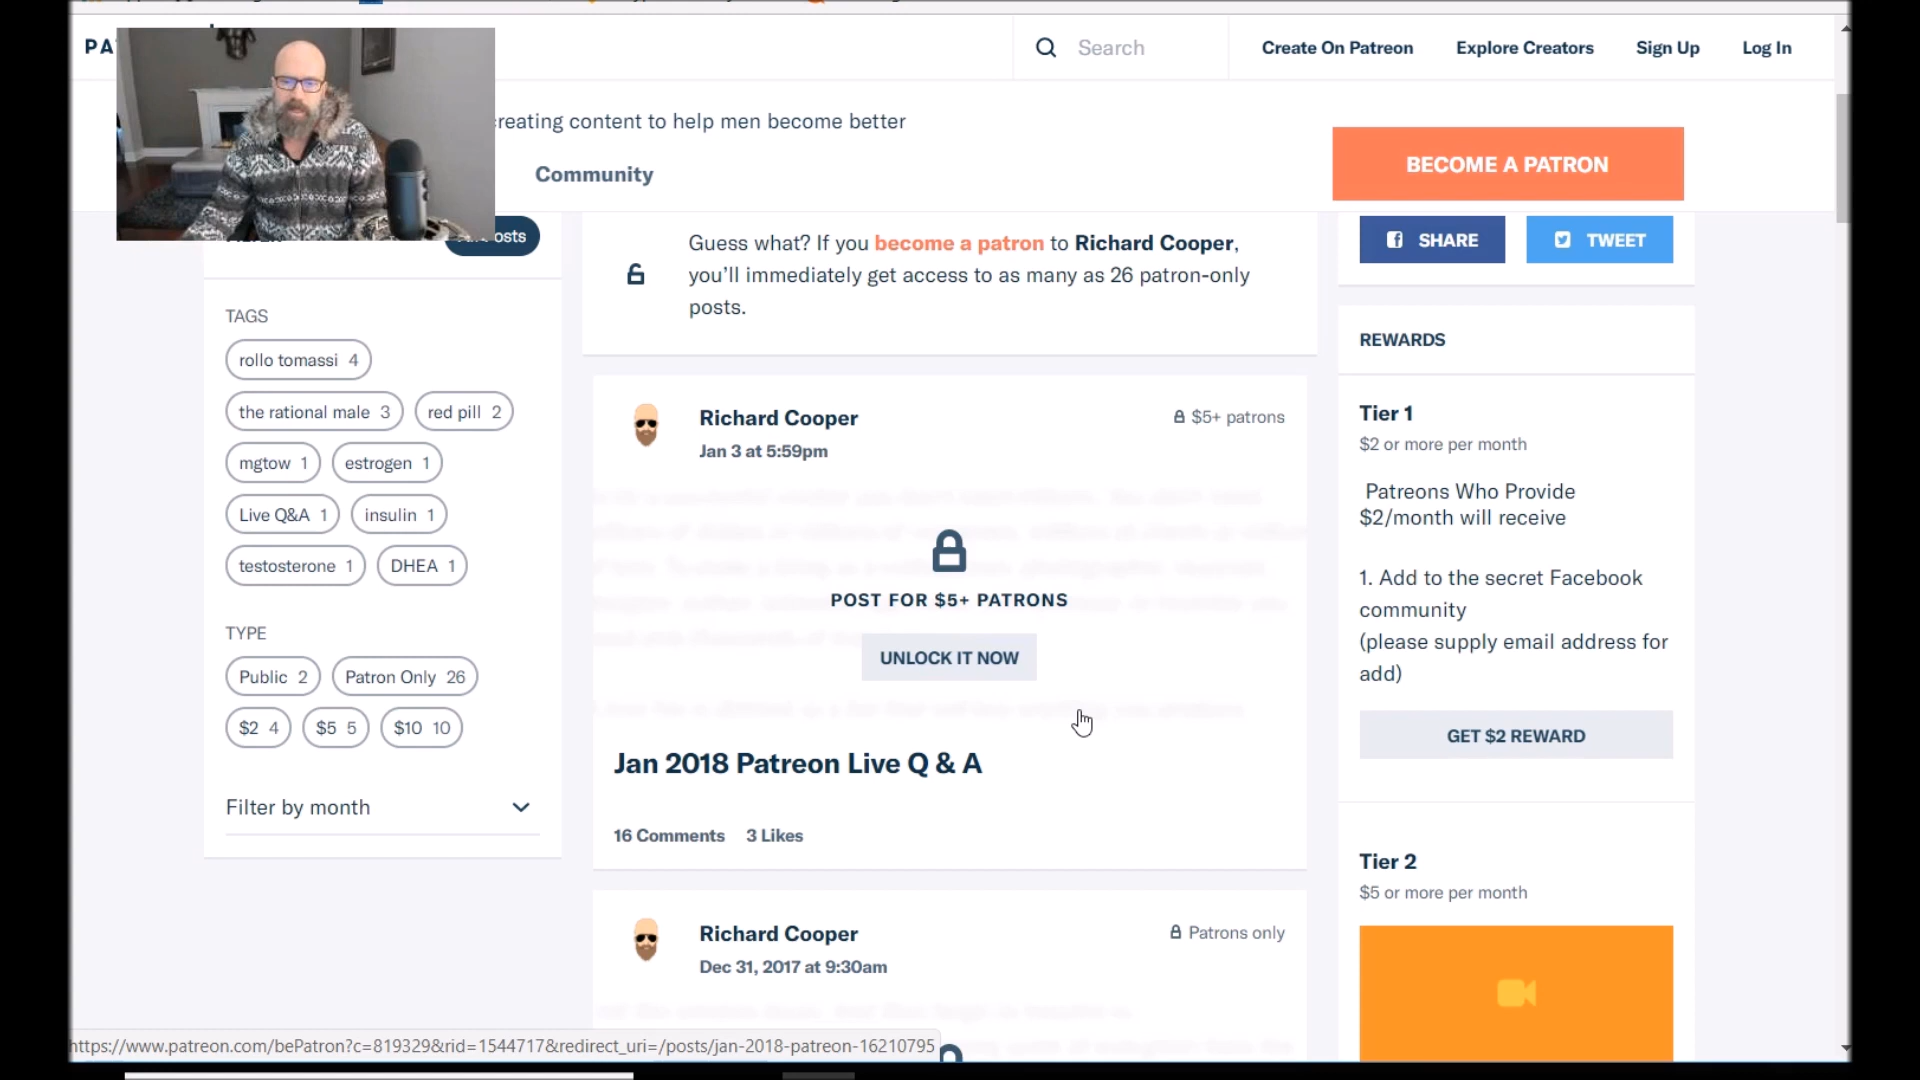 PA
Search
Create On Patreon
Explore Creators
Sign Up
Log In
creating content to help men become better
Community
BECOME A PATRON
osts
SHARE
TWEET
Guess what? If you become a patron to Richard Cooper,
you'll immediately get access to as many as 26 patron-only
posts.
TAGS
rollo tomassi 4
the rational male 3
red pill 2
mgtow 1
estrogen 1
Live Q&A 1
insulin 1
testosterone 1
DHEA 1
TYPE
Public 2
Patron Only 26
$2 4
$5 5
$10 10
Filter by month
Richard Cooper
$5+ patrons
Jan 3 at 5:59pm
POST FOR $5+ PATRONS
UNLOCK IT NOW
Jan 2018 Patreon Live Q & A
16 Comments 3 Likes
Richard Cooper
Patrons only
Dec 31, 2017 at 9:30am
REWARDS
Tier 1
$2 or more per month
Patreons Who Provide
$2/month will receive
1. Add to the secret Facebook
community
(please supply email address for
add)
GET $2 REWARD
Tier 2
$5 or more per month
https://www.patreon.com/bePatron?c=819329&rid=1544717&redirect_uri=/posts/jan-2018-patreon-16210795